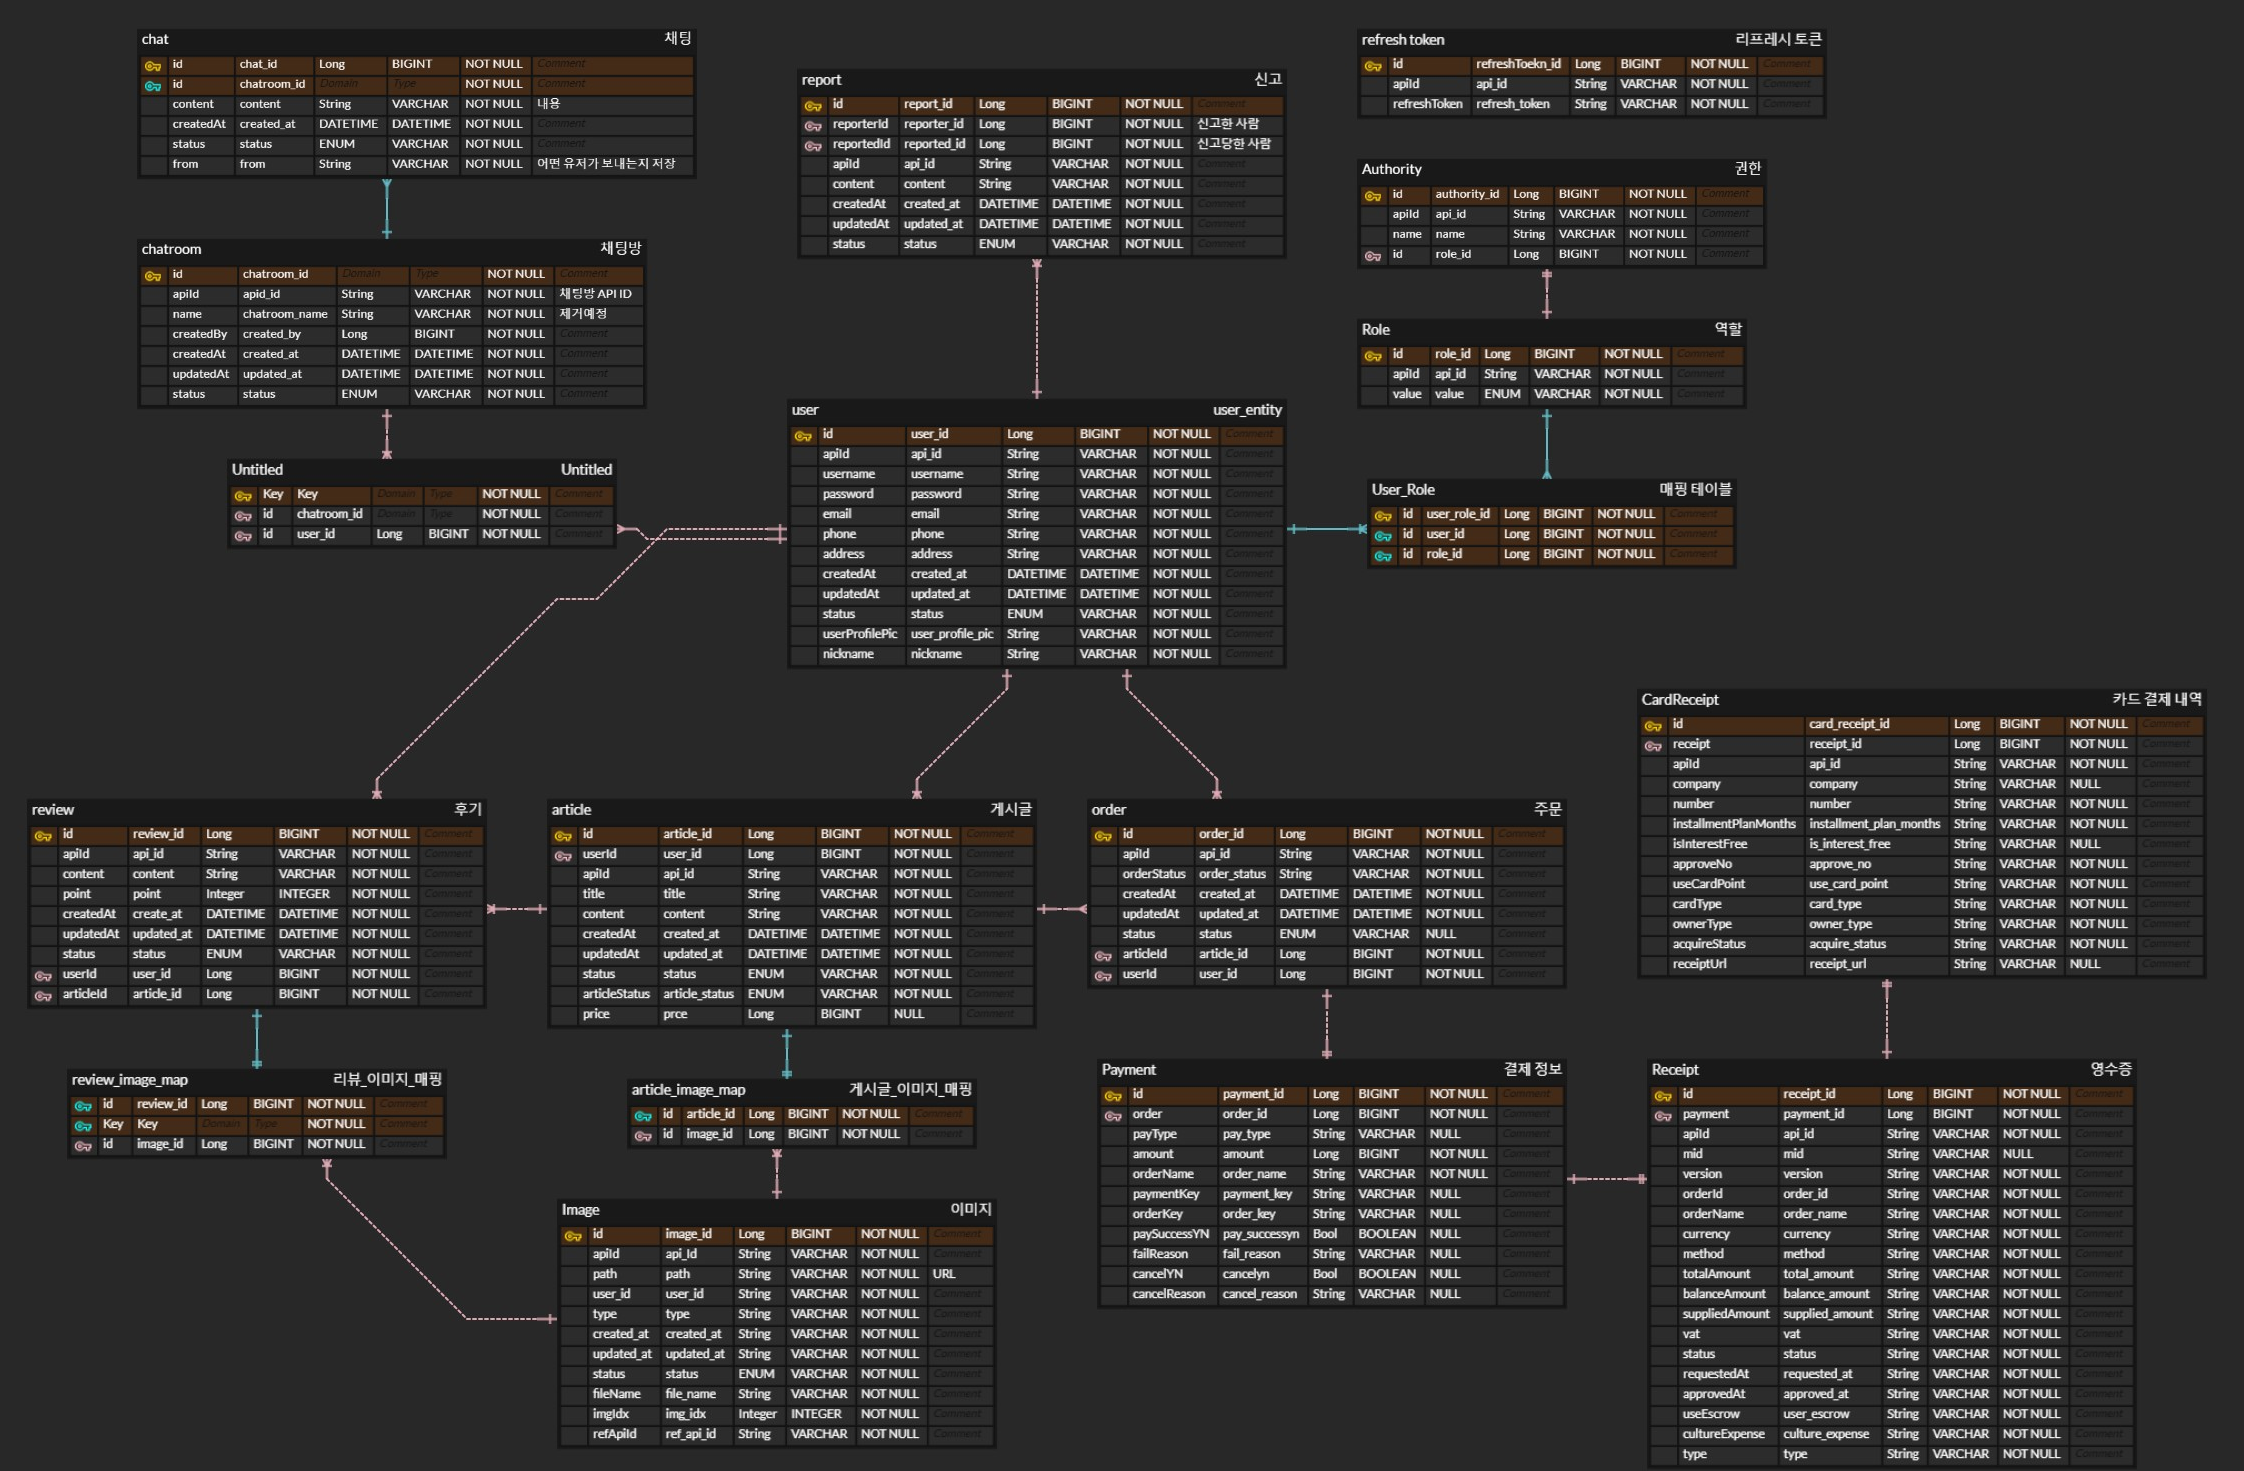 chat 채팅
id chat_id Long BIGINT NOT NULL Comment
id chatroom_id Domain Type NOT NULL Comment
content content String VARCHAR NOT NULL 내용
createdAt created_at DATETIME DATETIME NOT NULL Comment
status status ENUM VARCHAR NOT NULL Comment
from from String VARCHAR NOT NULL 어떤 유저가 보내는지 저장
chatroom 채팅방
id chatroom_id Domain Type NOT NULL Comment
apiId apid_id String VARCHAR NOT NULL 채팅방 API ID
name chatroom_name String VARCHAR NOT NULL 제거예정
createdBy created_by Long BIGINT NOT NULL Comment
createdAt created_at DATETIME DATETIME NOT NULL Comment
updatedAt updated_at DATETIME DATETIME NOT NULL Comment
status status ENUM VARCHAR NOT NULL Comment
Untitled Untitled
Key Key Domain Type NOT NULL Comment
id chatroom_id Domain Type NOT NULL Comment
id user_id Long BIGINT NOT NULL Comment
report 신고
id report_id Long BIGINT NOT NULL Comment
reporterId reporter_id Long BIGINT NOT NULL 신고한 사람
reportedId reported_id Long BIGINT NOT NULL 신고당한 사람
apiId api_id String VARCHAR NOT NULL Comment
content content String VARCHAR NOT NULL Comment
createdAt created_at DATETIME DATETIME NOT NULL Comment
updatedAt updated_at DATETIME DATETIME NOT NULL Comment
status status ENUM VARCHAR NOT NULL Comment
refresh token 리프레시 토큰
id refreshToekn_id Long BIGINT NOT NULL Comment
apiId api_id String VARCHAR NOT NULL Comment
refreshToken refresh_token String VARCHAR NOT NULL Comment
Authority 권한
id authority_id Long BIGINT NOT NULL Comment
apiId api_id String VARCHAR NOT NULL Comment
name name String VARCHAR NOT NULL Comment
id role_id Long BIGINT NOT NULL Comment
Role 역할
id role_id Long BIGINT NOT NULL Comment
apiId api_id String VARCHAR NOT NULL Comment
value value ENUM VARCHAR NOT NULL Comment
User_Role 매핑 테이블
id user_role_id Long BIGINT NOT NULL Comment
id user_id Long BIGINT NOT NULL Comment
id role_id Long BIGINT NOT NULL Comment
user user_entity
id user_id Long BIGINT NOT NULL Comment
apiId api_id String VARCHAR NOT NULL Comment
username username String VARCHAR NOT NULL Comment
password password String VARCHAR NOT NULL Comment
email email String VARCHAR NOT NULL Comment
phone phone String VARCHAR NOT NULL Comment
address address String VARCHAR NOT NULL Comment
createdAt created_at DATETIME DATETIME NOT NULL Comment
updatedAt updated_at DATETIME DATETIME NOT NULL Comment
status status ENUM VARCHAR NOT NULL Comment
userProfilePic user_profile_pic String VARCHAR NOT NULL Comment
nickname nickname String VARCHAR NOT NULL Comment
review 후기
id review_id Long BIGINT NOT NULL Comment
apiId api_id String VARCHAR NOT NULL Comment
content content String VARCHAR NOT NULL Comment
point point Integer INTEGER NOT NULL Comment
createdAt create_at DATETIME DATETIME NOT NULL Comment
updatedAt updated_at DATETIME DATETIME NOT NULL Comment
status status ENUM VARCHAR NOT NULL Comment
userId user_id Long BIGINT NOT NULL Comment
articleId article_id Long BIGINT NOT NULL Comment
article 게시글
id article_id Long BIGINT NOT NULL Comment
userId user_id Long BIGINT NOT NULL Comment
apiId api_id String VARCHAR NOT NULL Comment
title title String VARCHAR NOT NULL Comment
content content String VARCHAR NOT NULL Comment
createdAt created_at DATETIME DATETIME NOT NULL Comment
updatedAt updated_at DATETIME DATETIME NOT NULL Comment
status status ENUM VARCHAR NOT NULL Comment
articleStatus article_status ENUM VARCHAR NOT NULL Comment
price prce Long BIGINT NULL Comment
order 주문
id order_id Long BIGINT NOT NULL Comment
apiId api_id String VARCHAR NOT NULL Comment
orderStatus order_status String VARCHAR NOT NULL Comment
createdAt created_at DATETIME DATETIME NOT NULL Comment
updatedAt updated_at DATETIME DATETIME NOT NULL Comment
status status ENUM VARCHAR NULL Comment
articleId article_id Long BIGINT NOT NULL Comment
userId user_id Long BIGINT NOT NULL Comment
CardReceipt 카드 결제 내역
id card_receipt_id Long BIGINT NOT NULL Comment
receipt receipt_id Long BIGINT NOT NULL Comment
apiId api_id String VARCHAR NOT NULL Comment
company company String VARCHAR NULL Comment
number number String VARCHAR NOT NULL Comment
installmentPlanMonths installment_plan_months String VARCHAR NOT NULL Comment
isInterestFree is_interest_free String VARCHAR NULL Comment
approveNo approve_no String VARCHAR NOT NULL Comment
useCardPoint use_card_point String VARCHAR NOT NULL Comment
cardType card_type String VARCHAR NOT NULL Comment
ownerType owner_type String VARCHAR NOT NULL Comment
acquireStatus acquire_status String VARCHAR NOT NULL Comment
receiptUrl receipt_url String VARCHAR NULL Comment
review_image_map 리뷰_이미지_매핑
id review_id Long BIGINT NOT NULL Comment
Key Key Domain Type NOT NULL Comment
id image_id Long BIGINT NOT NULL Comment
article_image_map 게시글_이미지_매핑
id article_id Long BIGINT NOT NULL Comment
id image_id Long BIGINT NOT NULL Comment
Image 이미지
id image_id Long BIGINT NOT NULL Comment
apiId api_Id String VARCHAR NOT NULL Comment
path path String VARCHAR NOT NULL URL
user_id user_id String VARCHAR NOT NULL Comment
type type String VARCHAR NOT NULL Comment
created_at created_at String VARCHAR NOT NULL Comment
updated_at updated_at String VARCHAR NOT NULL Comment
status status ENUM VARCHAR NOT NULL Comment
fileName file_name String VARCHAR NOT NULL Comment
imgIdx img_idx Integer INTEGER NOT NULL Comment
refApiId ref_api_id String VARCHAR NOT NULL Comment
Payment 결제 정보
id payment_id Long BIGINT NOT NULL Comment
order order_id Long BIGINT NOT NULL Comment
payType pay_type String VARCHAR NULL Comment
amount amount Long BIGINT NOT NULL Comment
orderName order_name String VARCHAR NOT NULL Comment
paymentKey payment_key String VARCHAR NULL Comment
orderKey order_key String VARCHAR NULL Comment
paySuccessYN pay_successyn Bool BOOLEAN NULL Comment
failReason fail_reason String VARCHAR NULL Comment
cancelYN cancelyn Bool BOOLEAN NULL Comment
cancelReason cancel_reason String VARCHAR NULL Comment
Receipt 영수증
id receipt_id Long BIGINT NOT NULL Comment
payment payment_id Long BIGINT NOT NULL Comment
apiId api_id String VARCHAR NOT NULL Comment
mid mid String VARCHAR NULL Comment
version version String VARCHAR NOT NULL Comment
orderId order_id String VARCHAR NOT NULL Comment
orderName order_name String VARCHAR NOT NULL Comment
currency currency String VARCHAR NOT NULL Comment
method method String VARCHAR NOT NULL Comment
totalAmount total_amount String VARCHAR NOT NULL Comment
balanceAmount balance_amount String VARCHAR NOT NULL Comment
suppliedAmount supplied_amount String VARCHAR NOT NULL Comment
vat vat String VARCHAR NOT NULL Comment
status status String VARCHAR NOT NULL Comment
requestedAt requested_at String VARCHAR NOT NULL Comment
approvedAt approved_at String VARCHAR NOT NULL Comment
useEscrow user_escrow String VARCHAR NOT NULL Comment
cultureExpense culture_expense String VARCHAR NOT NULL Comment
type type String VARCHAR NOT NULL Comment